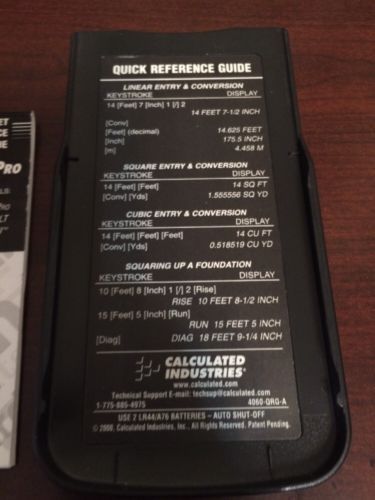 QUICK REFERENCE GUIDE
LINEAR ENTRY & CONVERSION
KEYSTROKE DISPLAY
14 [Feet] 7 [Inch] 1 [/] 2
14 FEET 7-1/2 INCH
[Conv]
[Feet] (decimal) 14.625 FEET
[Inch] 175.5 INCH
[m] 4.458 M
SQUARE ENTRY & CONVERSION
KEYSTROKE DISPLAY
14 [Feet] [Feet] 14 SQ FT
[Conv] [Yds] 1.555556 SQ YD
CUBIC ENTRY & CONVERSION
KEYSTROKE DISPLAY
14 [Feet] [Feet] [Feet] 14 CU FT
[Conv] [Yds] 0.518519 CU YD
SQUARING UP A FOUNDATION
KEYSTROKE DISPLAY
10 [Feet] 8 [Inch] 1 [/] 2 [Rise]
RISE 10 FEET 8-1/2 INCH
15 [Feet] 5 [Inch] [Run]
RUN 15 FEET 5 INCH
[Diag] DIAG 18 FEET 9-1/4 INCH
CALCULATED
INDUSTRIES®
www.calculated.com
Technical Support E-mail: techsup@calculated.com
1-775-885-4975 4060-QRG-A
USE 2 LR44/A76 BATTERIES - AUTO SHUT-OFF
© 2000, Calculated Industries, Inc. All Rights Reserved. Patent Pending.
PRO